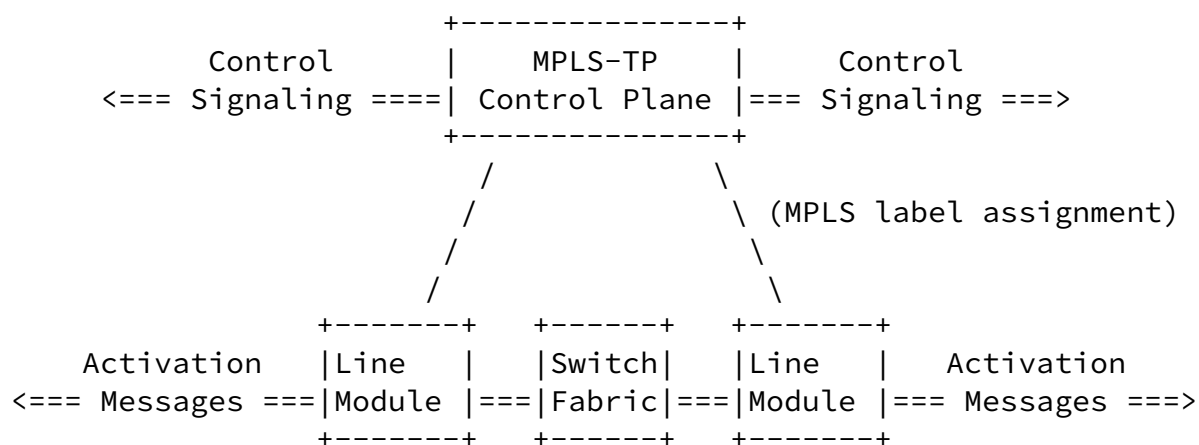 +---------------+
Control | MPLS-TP | Control
<=== Signaling ====| Control Plane |=== Signaling ===>
+---------------+
/ \
/ \ (MPLS label assignment)
/ \
/ \
+-------+ +------+ +-------+
Activation |Line | |Switch| |Line | Activation
<=== Messages ===|Module |===|Fabric|===|Module |=== Messages ===>
+-------+ +------+ +-------+